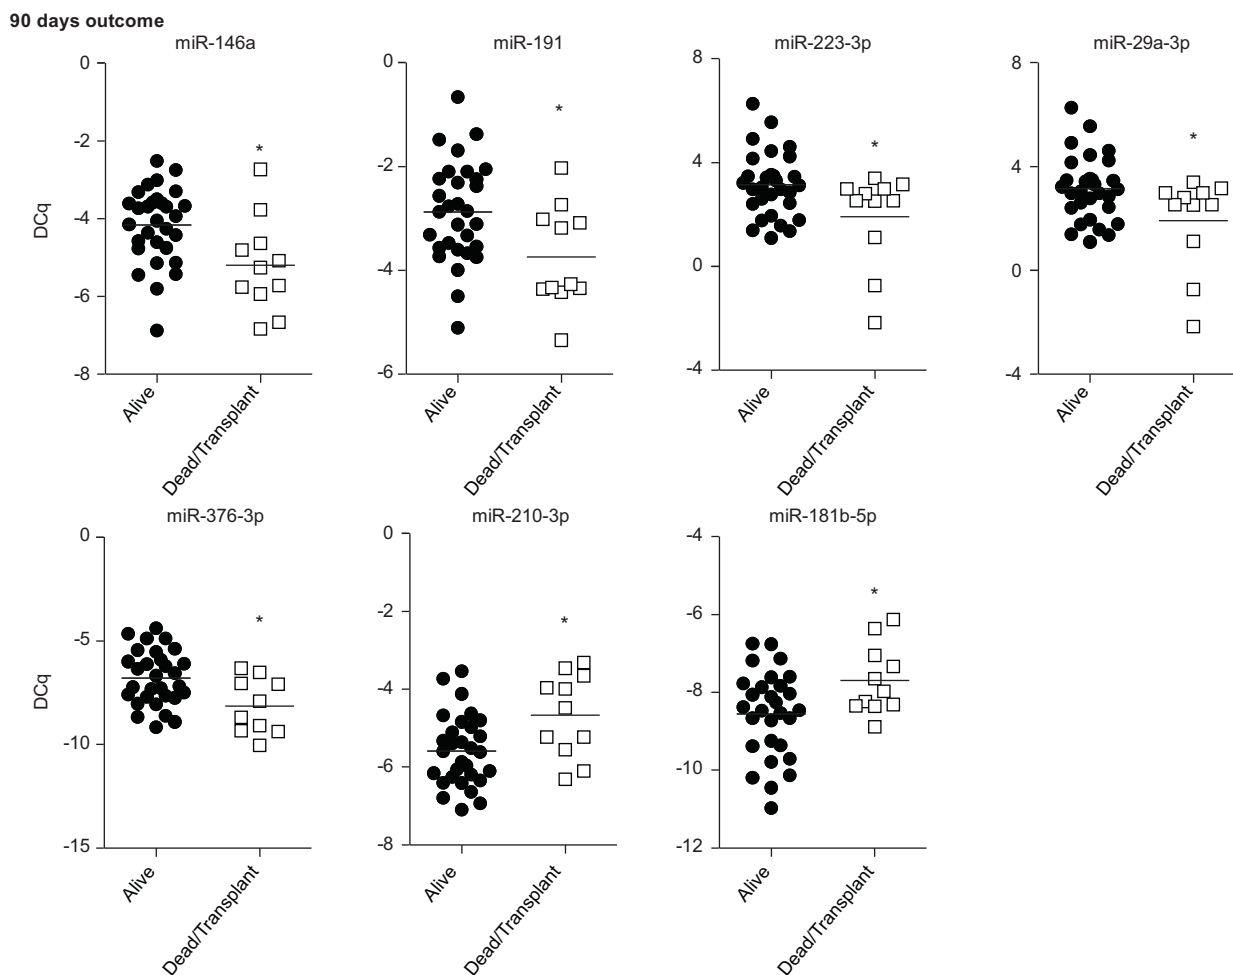 90 days outcome
miR-146a
miR-191
miR-223-3p
miR-29a-3p
0
-2
-4
-6
-8
DCq
Alive
Dead/Transplant
*
0
-2
-4
-6
Alive
Dead/Transplant
*
8
4
0
-4
Alive
Dead/Transplant
*
8
4
0
-4
Alive
Dead/Transplant
*
miR-376-3p
miR-210-3p
miR-181b-5p
0
-5
-10
-15
DCq
Alive
Dead/Transplant
*
0
-2
-4
-6
-8
Alive
Dead/Transplant
*
-4
-6
-8
-10
-12
Alive
Dead/Transplant
*